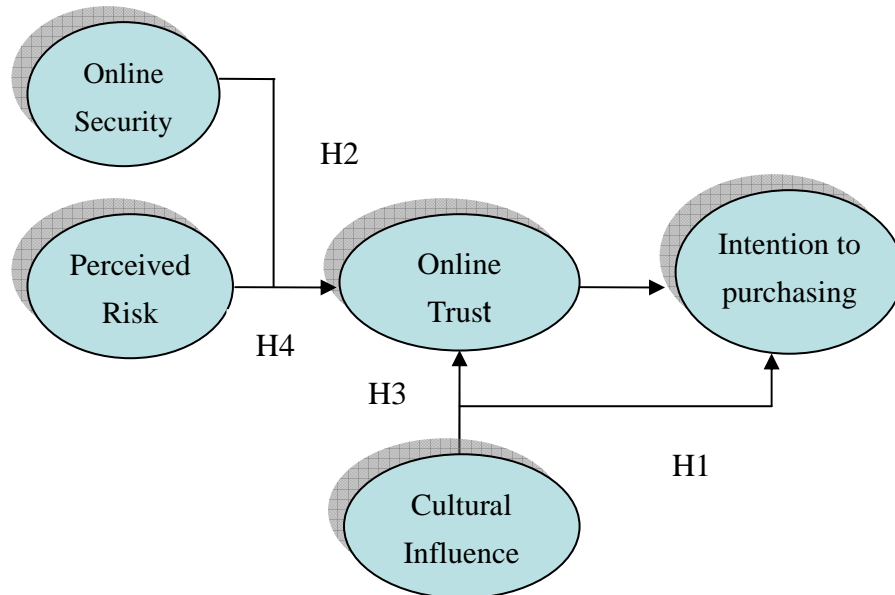 Online
Security
H2
Perceived
Risk
H4
Online
Trust
Intention to
purchasing
H3
H1
Cultural
Influence